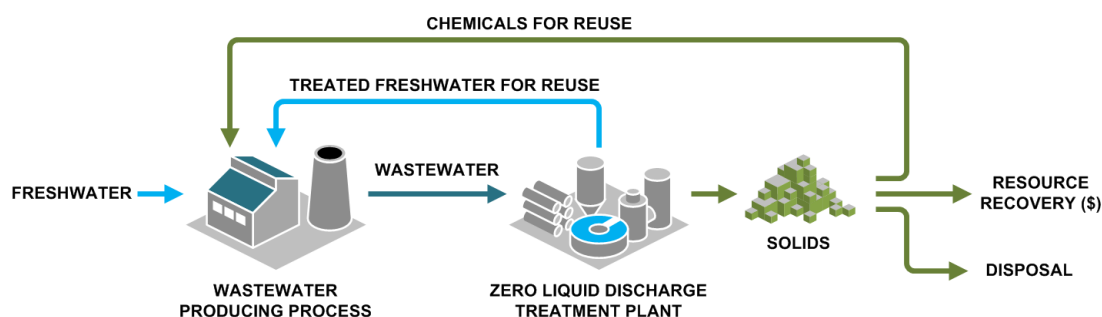 CHEMICALS FOR REUSE
TREATED FRESHWATER FOR REUSE
WASTEWATER
FRESHWATER
RESOURCE
RECOVERY ($)
SOLIDS
DISPOSAL
WASTEWATER
PRODUCING PROCESS
ZERO LIQUID DISCHARGE
TREATMENT PLANT